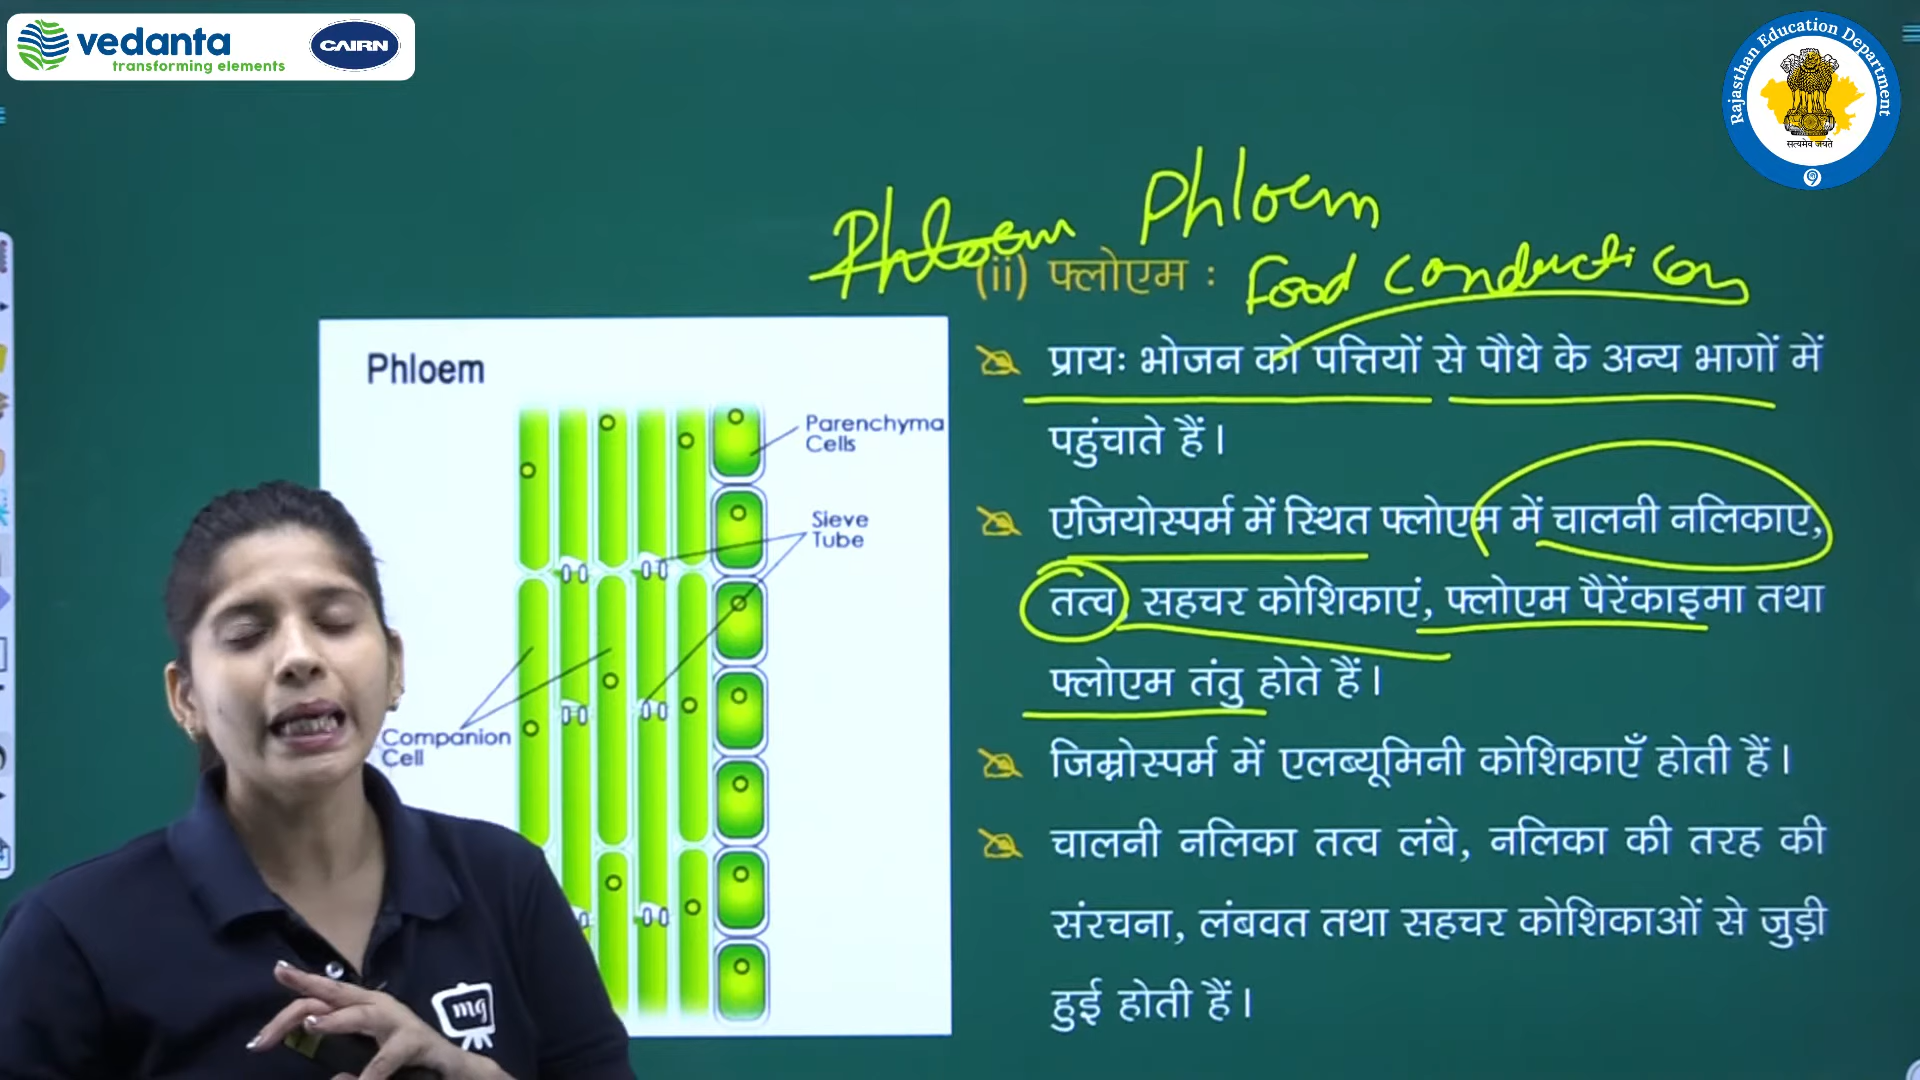 vedanta
transforming elements
CAIRN
Rajasthan Education Department
सत्यमेव जयते
Phloem Phloem
(ii) फ्लोएम : Food conduction
प्रायः भोजन को पत्तियों से पौधे के अन्य भागों में
पहुंचाते हैं।
एंजियोस्पर्म में स्थित फ्लोएम में चालनी नलिकाए,
तत्व, सहचर कोशिकाएं, फ्लोएम पैरेंकाइमा तथा
फ्लोएम तंतु होते हैं।
जिम्नोस्पर्म में एलब्यूमिनी कोशिकाएँ होती हैं।
चालनी नलिका तत्व लंबे, नलिका की तरह की
संरचना, लंबवत तथा सहचर कोशिकाओं से जुड़ी
हुई होती हैं।
Phloem
Parenchyma
Cells
Sieve
Tube
Companion
Cell
mg